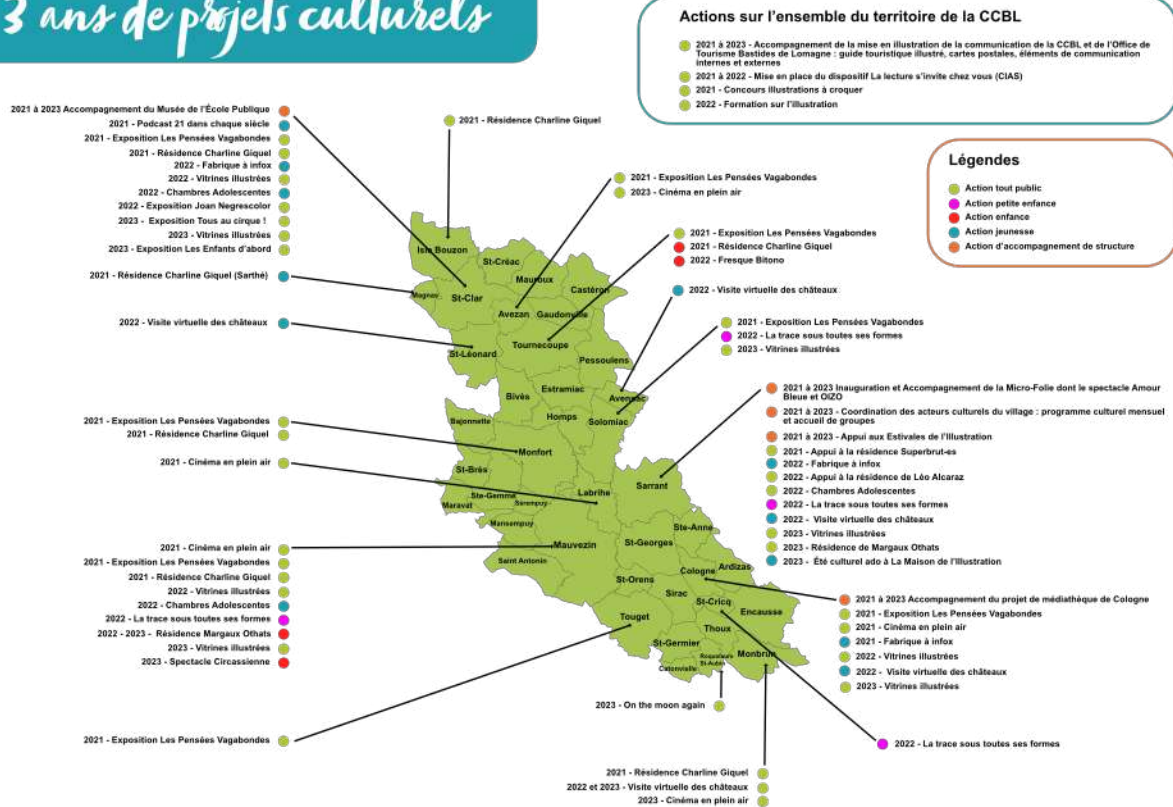 3 ans de projets culturels
Actions sur l'ensemble du territoire de la CCBL
2021 à 2023 - Accompagnement de la mise en illustration de la communication de la CCBL et de l'Office de
Tourisme Bastides de Lomagne : guide touristique illustré, cartes postales, éléments de communication
internes et externes
2021 à 2022 - Mise en place du dispositif La lecture s'invite chez vous (CIAS)
2021 - Concours Illustrations à croquer
2022 - Formation sur l'illustration
Légendes
Action tout public
Action petite enfance
Action enfance
Action jeunesse
Action d'accompagnement de structure
2021 à 2023 Accompagnement du Musée de l'École Publique
2021 - Podcast 21 dans chaque siècle
2021 - Exposition Les Pensées Vagabondes
2021 - Résidence Charline Giquel
2022 - Fabrique à infox
2022 - Vitrines illustrées
2022 - Chambres Adolescentes
2022 - Exposition Joan Negrescolor
2023 - Exposition Tous au cirque !
2023 - Vitrines illustrées
2023 - Exposition Les Enfants d'abord
2021 - Résidence Charline Giquel (Sarthé)
2022 - Visite virtuelle des châteaux
2021 - Exposition Les Pensées Vagabondes
2021 - Résidence Charline Giquel
2021 - Cinéma en plein air
2021 - Cinéma en plein air
2021 - Exposition Les Pensées Vagabondes
2021 - Résidence Charline Giquel
2022 - Vitrines illustrées
2022 - Chambres Adolescentes
2022 - La trace sous toutes ses formes
2022 - 2023 - Résidence Margaux Othats
2023 - Vitrines illustrées
2023 - Spectacle Circassienne
2021 - Exposition Les Pensées Vagabondes
2021 - Résidence Charline Giquel
2021 - Exposition Les Pensées Vagabondes
2023 - Cinéma en plein air
2021 - Exposition Les Pensées Vagabondes
2021 - Résidence Charline Giquel
2022 - Fresque Bitono
2022 - Visite virtuelle des châteaux
2021 - Exposition Les Pensées Vagabondes
2022 - La trace sous toutes ses formes
2023 - Vitrines illustrées
2021 à 2023 Inauguration et Accompagnement de la Micro-Folie dont le spectacle Amour
Bleue et OIZO
2021 à 2023 - Coordination des acteurs culturels du village : programme culturel mensuel
et accueil de groupes
2021 à 2023 - Appui aux Estivales de l'Illustration
2021 - Appui à la résidence Superbrut-es
2022 - Fabrique à infox
2022 - Appui à la résidence de Léo Alcaraz
2022 - Chambres Adolescentes
2022 - La trace sous toutes ses formes
2022 - Visite virtuelle des châteaux
2023 - Vitrines illustrées
2023 - Résidence de Margaux Othats
2023 - Été culturel ado à La Maison de l'Illustration
2021 à 2023 Accompagnement du projet de médiathèque de Cologne
2021 - Exposition Les Pensées Vagabondes
2021 - Cinéma en plein air
2021 - Fabrique à infox
2022 - Vitrines illustrées
2022 - Visite virtuelle des châteaux
2023 - Vitrines illustrées
2022 - La trace sous toutes ses formes
2023 - On the moon again
2021 - Résidence Charline Giquel
2022 et 2023 - Visite virtuelle des châteaux
2023 - Cinéma en plein air
Isle Bouzon
St-Créac
Mauroux
Castéron
Magnas
St-Clar
Avezan
Gaudonville
St-Léonard
Tournecoupe
Pessoulens
Estramiac
Bivès
Avensac
Homps
Solomiac
Bajonnette
Monfort
St-Brès
Labrihe
Sarrant
Ste-Gemme
Maravat
Sérempuy
Mansempuy
Ste-Anne
Mauvezin
St-Georges
Saint Antonin
Cologne
Ardizas
St-Orens
Sirac
St-Cricq
Encausse
Touget
Thoux
St-Germier
Roquelaure
St-Aubin
Monbrun
Catonvielle